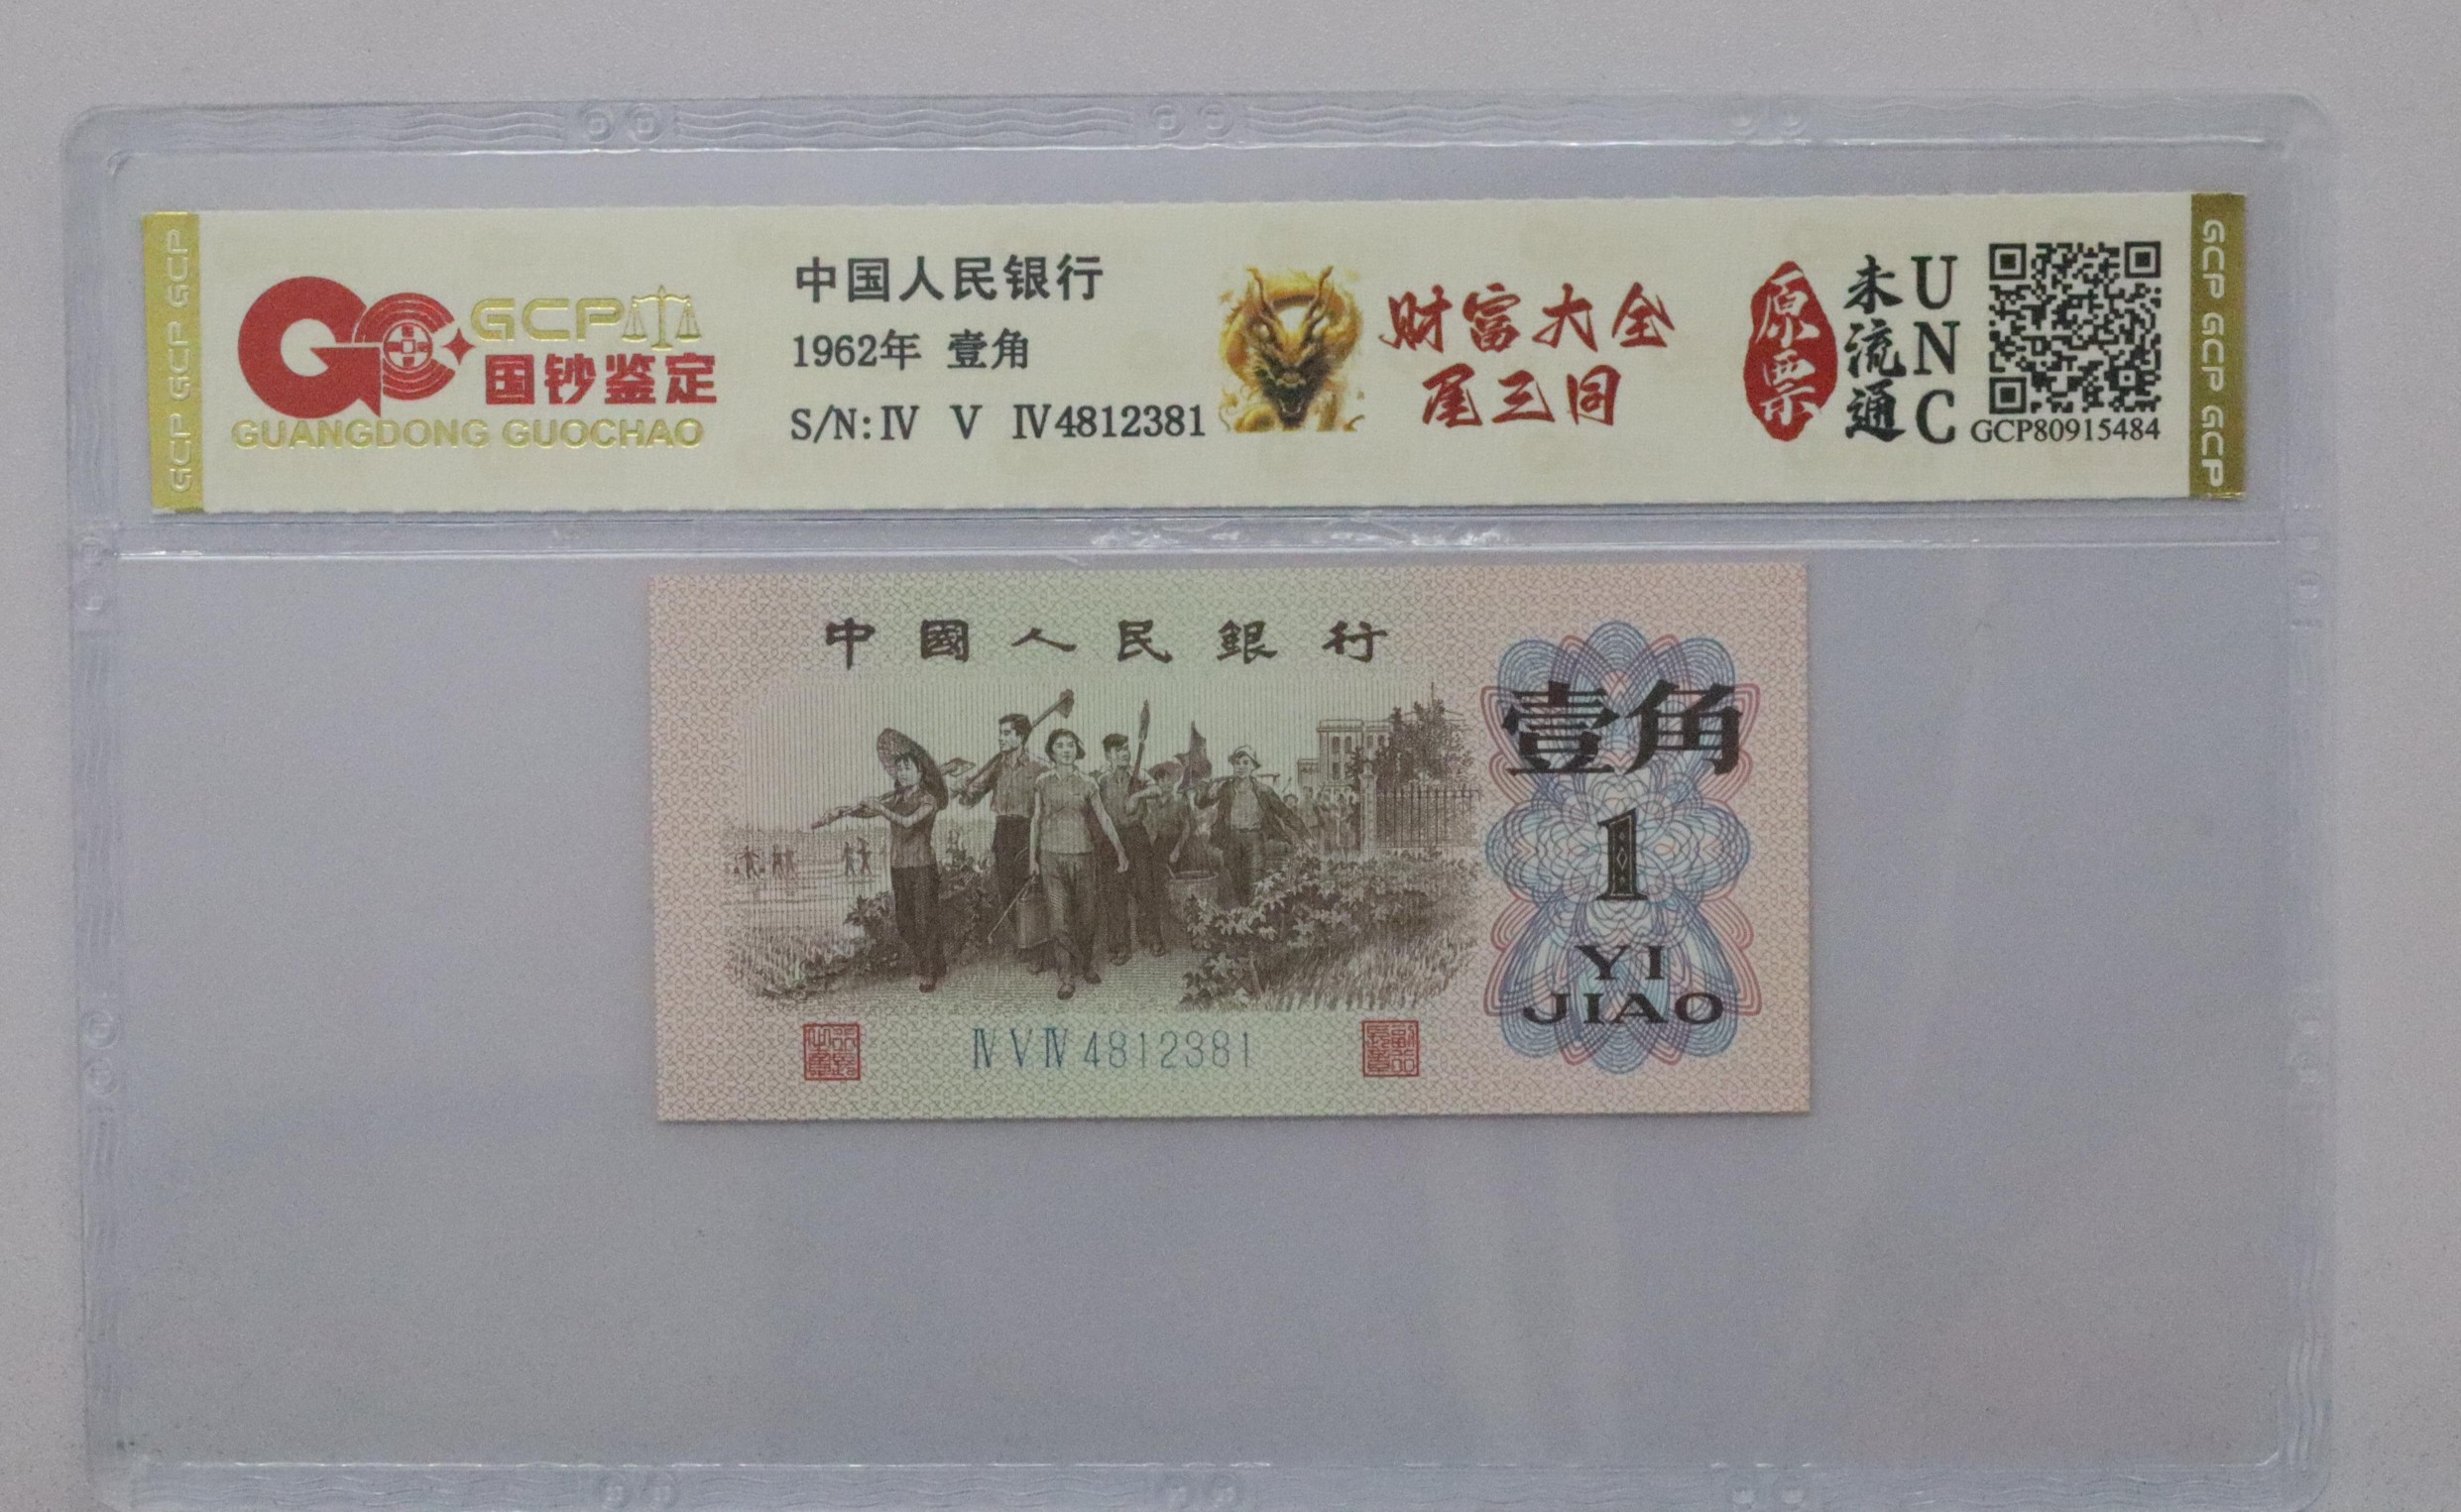 GCP GCP GCP
GCP
国钞鉴定
GUANGDONG GUOCHAO
中国人民银行
1962年 壹角
S/N: Ⅳ Ⅴ Ⅳ4812381
财富大全
尾三同
原票
未流通
UNC
GCP80915484
GCP GCP GCP
中國人民銀行
壹角
1
YI
JIAO
Ⅳ Ⅴ Ⅳ 4812381